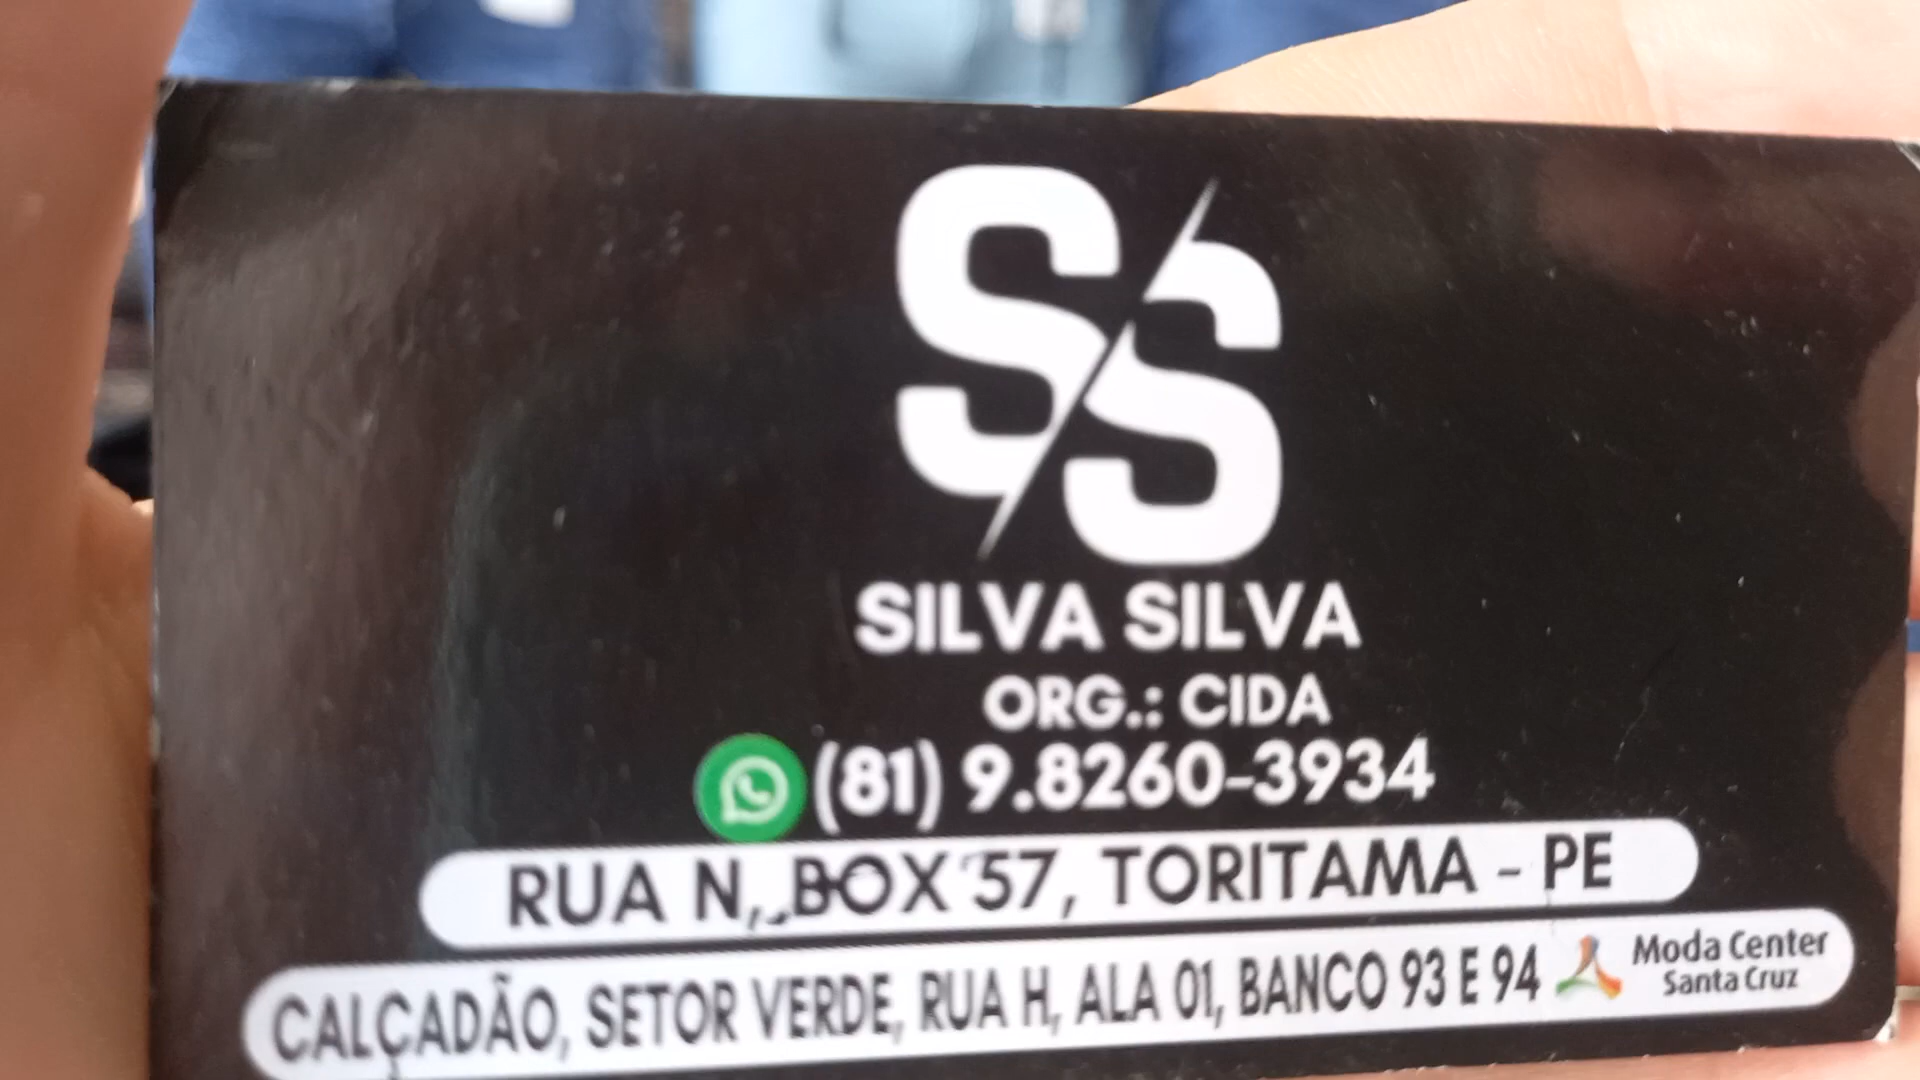 SS
SILVA SILVA
ORG.: CIDA
(81) 9.8260-3934
RUA N, BOX 57, TORITAMA - PE
CALÇADÃO, SETOR VERDE, RUA H, ALA 01, BANCO 93 E 94
Moda Center
Santa Cruz